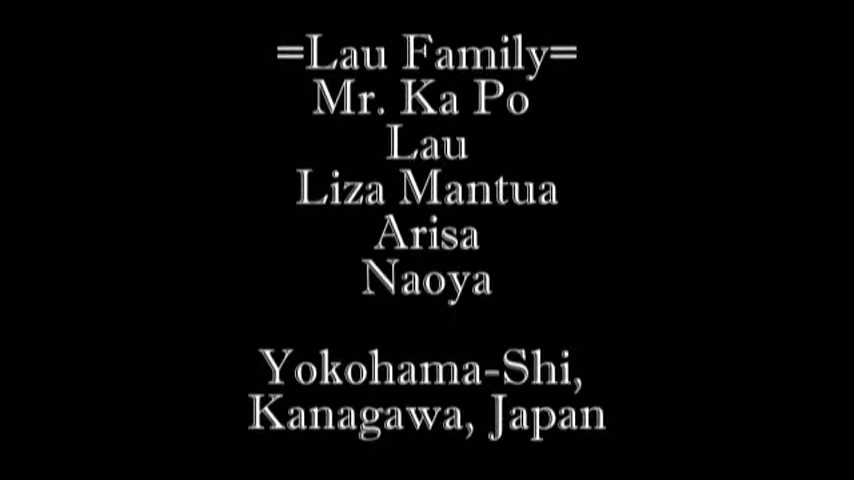 =Lau Family=
Mr. Ka Po
Lau
Liza Mantua
Arisa
Naoya
Yokohama-Shi,
Kanagawa, Japan